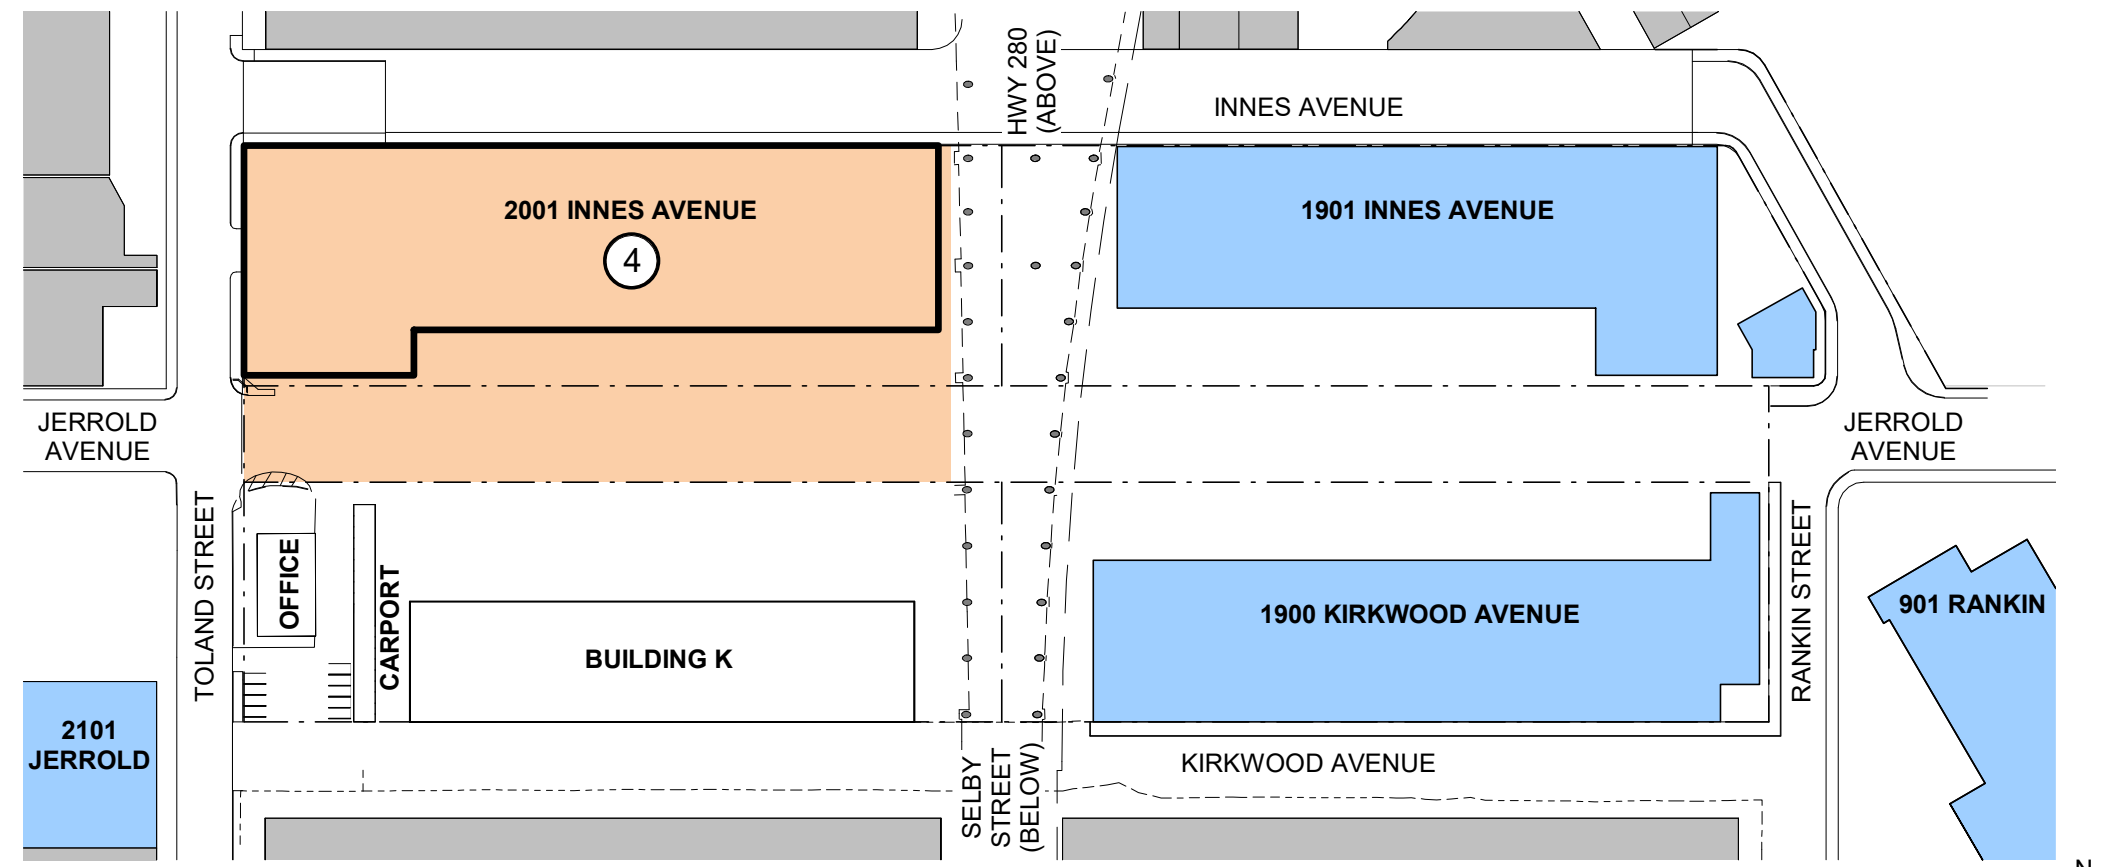 HWY 280
(ABOVE)
INNES AVENUE
2001 INNES AVENUE
4
1901 INNES AVENUE
JERROLD
AVENUE
JERROLD
AVENUE
TOLAND STREET
OFFICE
CARPORT
BUILDING K
1900 KIRKWOOD AVENUE
RANKIN STREET
901 RANKIN
2101
JERROLD
SELBY
STREET
(BELOW)
KIRKWOOD AVENUE
N